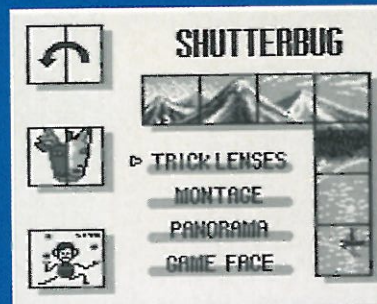 SHUTTERBUG
TRICK LENSES
MONTAGE
PANORAMA
GAME FACE